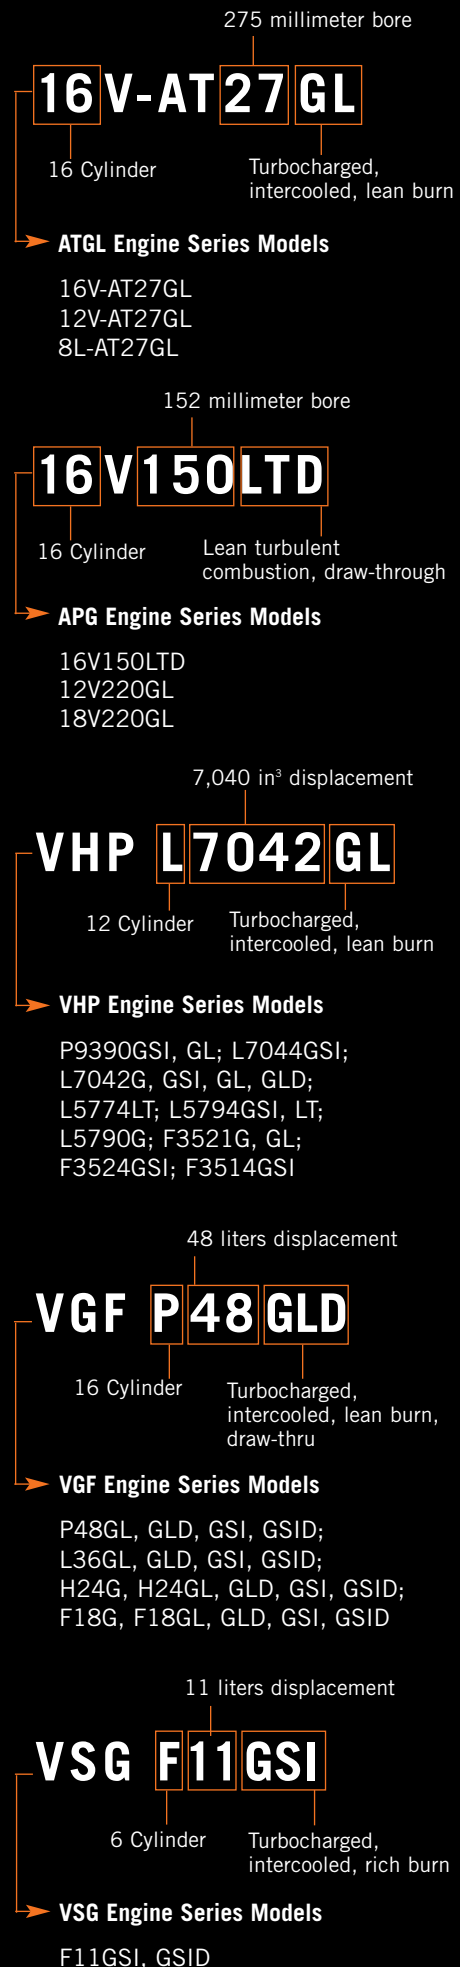 275 millimeter bore
16V-AT27GL
16 Cylinder
Turbocharged,
intercooled, lean burn
ATGL Engine Series Models
16V-AT27GL
12V-AT27GL
8L-AT27GL
152 millimeter bore
16V150LTD
16 Cylinder
Lean turbulent
combustion, draw-through
APG Engine Series Models
16V150LTD
12V220GL
18V220GL
7,040 in³ displacement
VHP L7042GL
12 Cylinder
Turbocharged,
intercooled, lean burn
VHP Engine Series Models
P9390GSI, GL; L7044GSI;
L7042G, GSI, GL, GLD;
L5774LT; L5794GSI, LT;
L5790G; F3521G, GL;
F3524GSI; F3514GSI
48 liters displacement
VGF P48GLD
16 Cylinder
Turbocharged,
intercooled, lean burn,
draw-thru
VGF Engine Series Models
P48GL, GLD, GSI, GSID;
L36GL, GLD, GSI, GSID;
H24G, H24GL, GLD, GSI, GSID;
F18G, F18GL, GLD, GSI, GSID
11 liters displacement
VSG F11GSI
6 Cylinder
Turbocharged,
intercooled, rich burn
VSG Engine Series Models
F11GSI, GSID